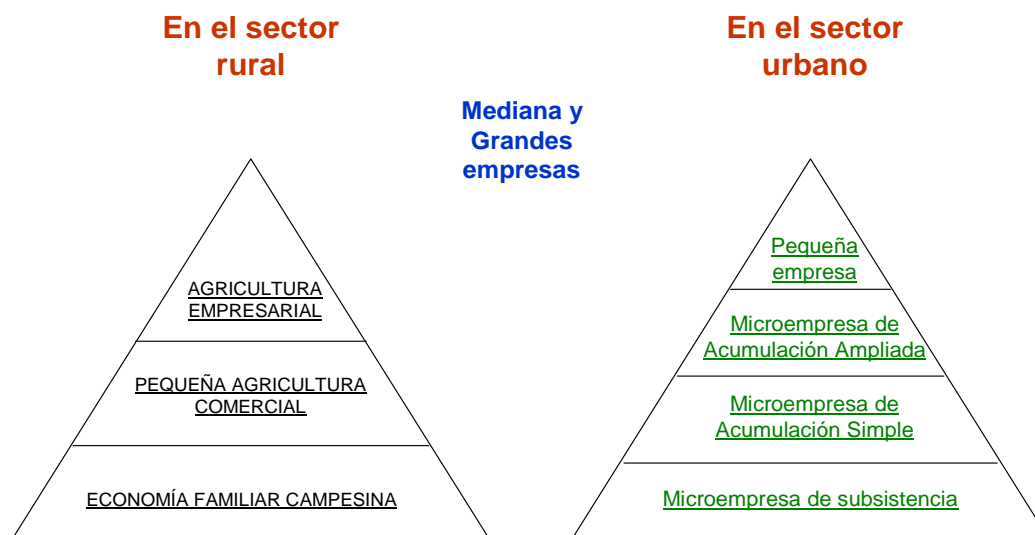 En el sector
rural
En el sector
urbano
Mediana y
Grandes
empresas
AGRICULTURA
EMPRESARIAL
PEQUEÑA AGRICULTURA
COMERCIAL
ECONOMÍA FAMILIAR CAMPESINA
Pequeña
empresa
Microempresa de
Acumulación Ampliada
Microempresa de
Acumulación Simple
Microempresa de subsistencia